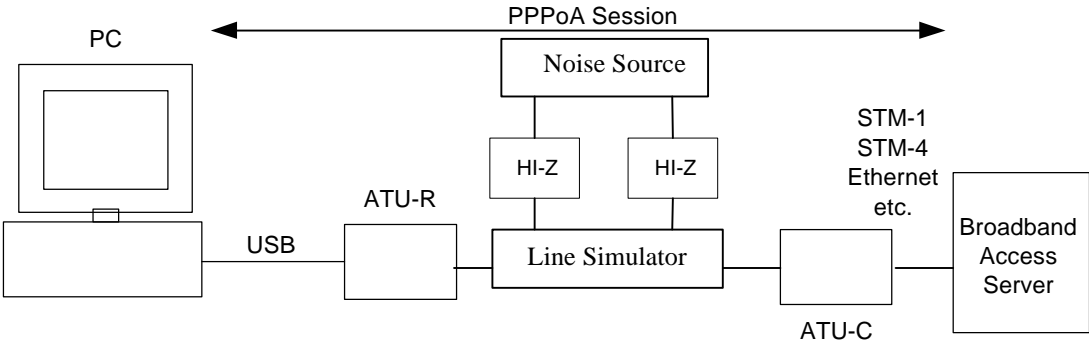 PPPoA Session
PC
Noise Source
STM-1
STM-4
Ethernet
etc.
HI-Z
HI-Z
ATU-R
Broadband
Access
Server
USB
Line Simulator
ATU-C